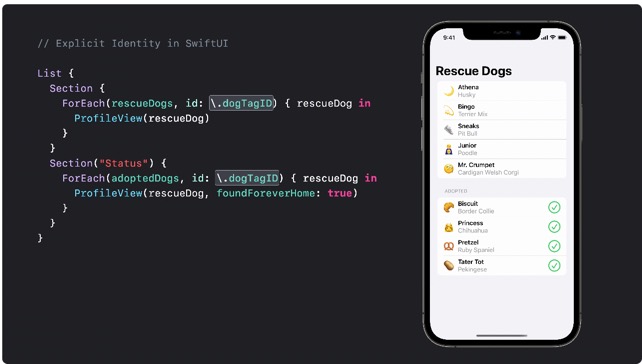 // Explicit Identity in SwiftUI
List {
Section {
ForEach(rescueDogs, id: \.dogTagID) { rescueDog in
ProfileView(rescueDog)
}
}
Section("Status") {
ForEach(adoptedDogs, id: \.dogTagID) { rescueDog in
ProfileView(rescueDog, foundForeverHome: true)
}
}
}
9:41
Rescue Dogs
Athena
Husky
Bingo
Terrier Mix
Sneaks
Pit Bull
Junior
Poodle
Mr. Crumpet
Cardigan Welsh Corgi
ADOPTED
Biscuit
Border Collie
Princess
Chihuahua
Pretzel
Ruby Spaniel
Tater Tot
Pekingese